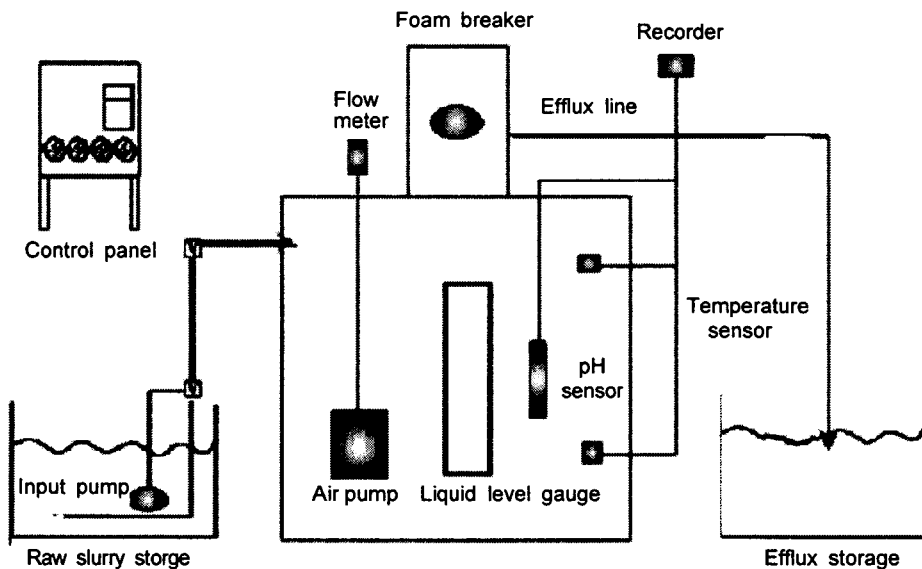 Foam breaker
Recorder
Flow
meter
Efflux line
Control panel
Temperature
sensor
pH
sensor
Input pump
Air pump
Liquid level gauge
Raw slurry storge
Efflux storage